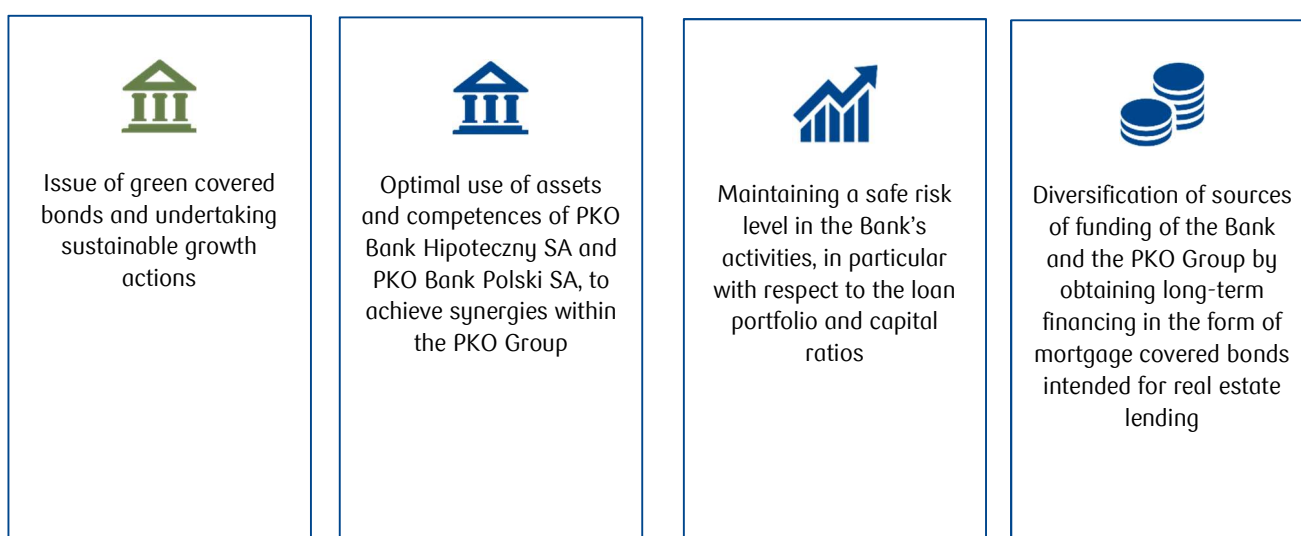 Issue of green covered
bonds and undertaking
sustainable growth
actions
Optimal use of assets
and competences of PKO
Bank Hipoteczny SA and
PKO Bank Polski SA, to
achieve synergies within
the PKO Group
Maintaining a safe risk
level in the Bank's
activities, in particular
with respect to the loan
portfolio and capital
ratios
Diversification of sources
of funding of the Bank
and the PKO Group by
obtaining long-term
financing in the form of
mortgage covered bonds
intended for real estate
lending